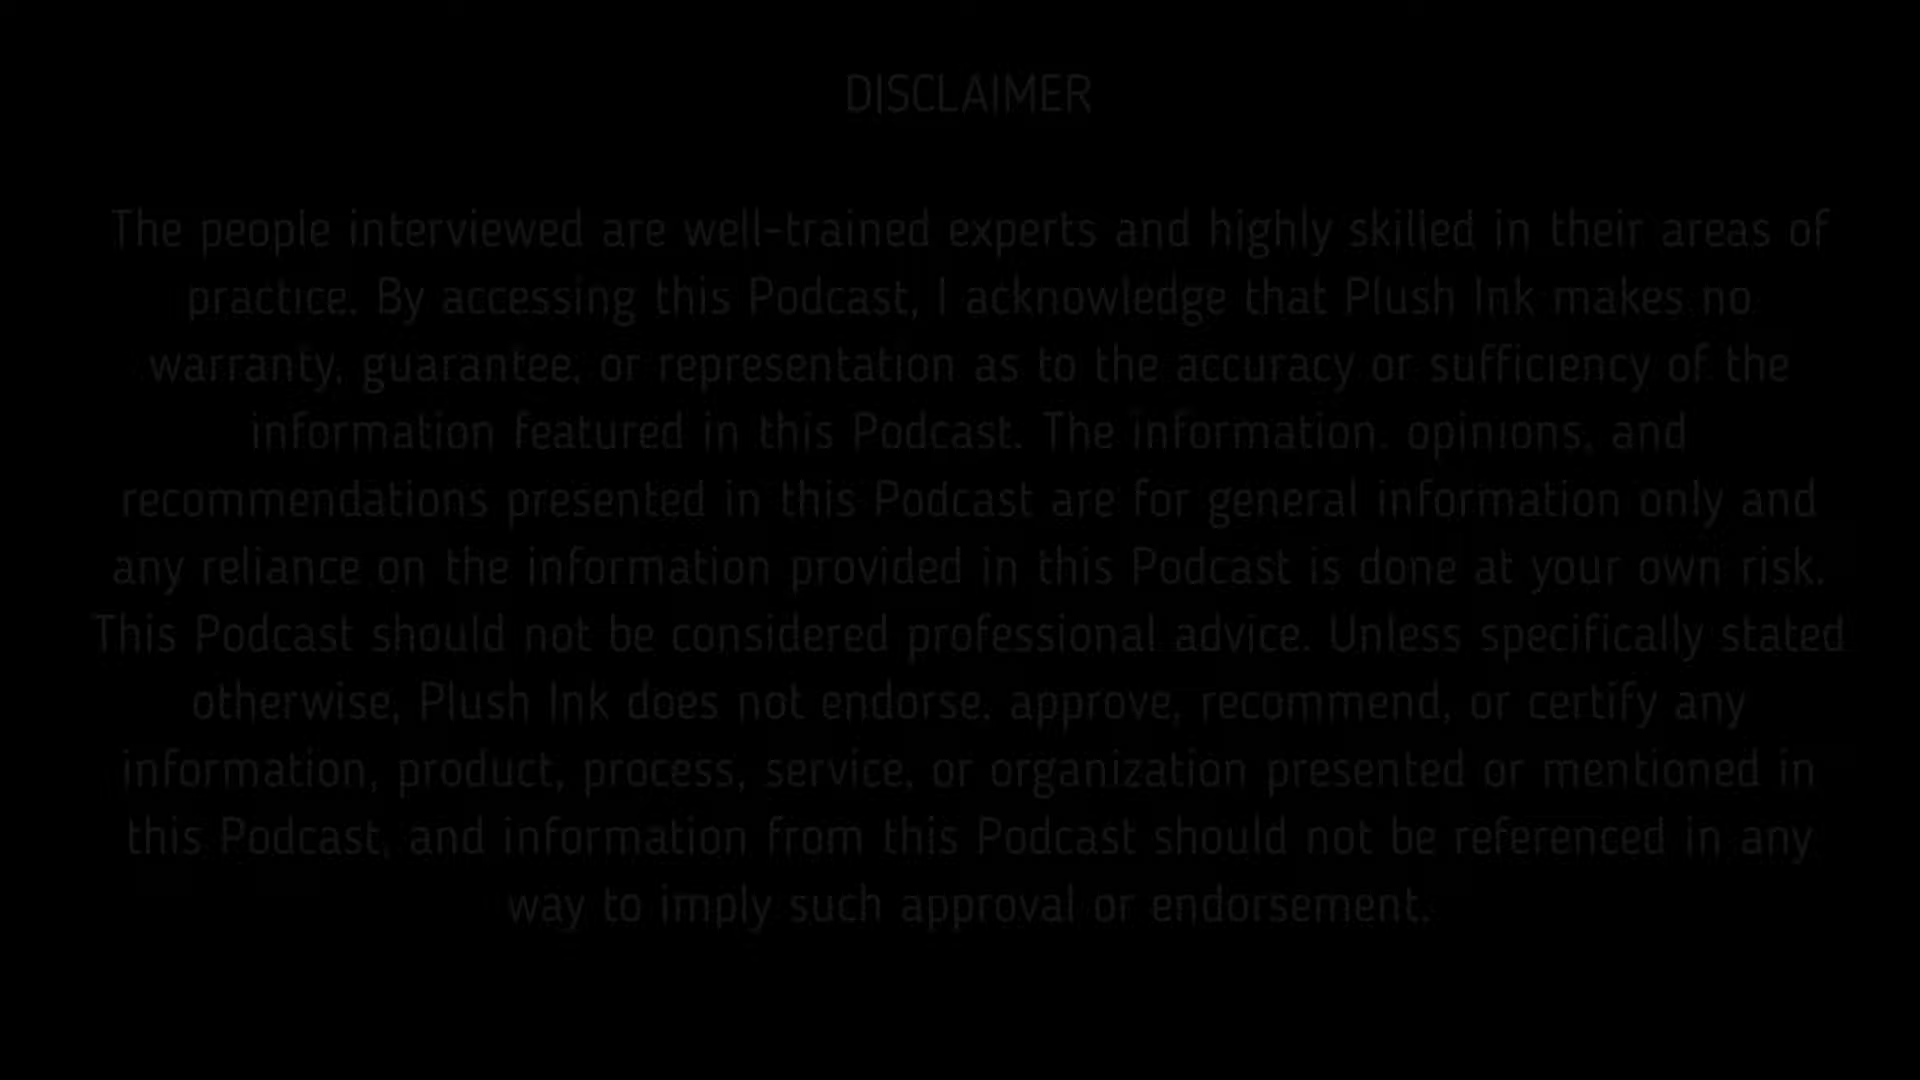 DISCLAIMER
The people interviewed are well-trained experts and highly skilled in their areas of
practice. By accessing this Podcast, I acknowledge that Plush Ink makes no
warranty, guarantee, or representation as to the accuracy or sufficiency of the
information featured in this Podcast. The information, opinions, and
recommendations presented in this Podcast are for general information only and
any reliance on the information provided in this Podcast is done at your own risk.
This Podcast should not be considered professional advice. Unless specifically stated
otherwise, Plush Ink does not endorse, approve, recommend, or certify any
information, product, process, service, or organization presented or mentioned in
this Podcast, and information from this Podcast should not be referenced in any
way to imply such approval or endorsement.